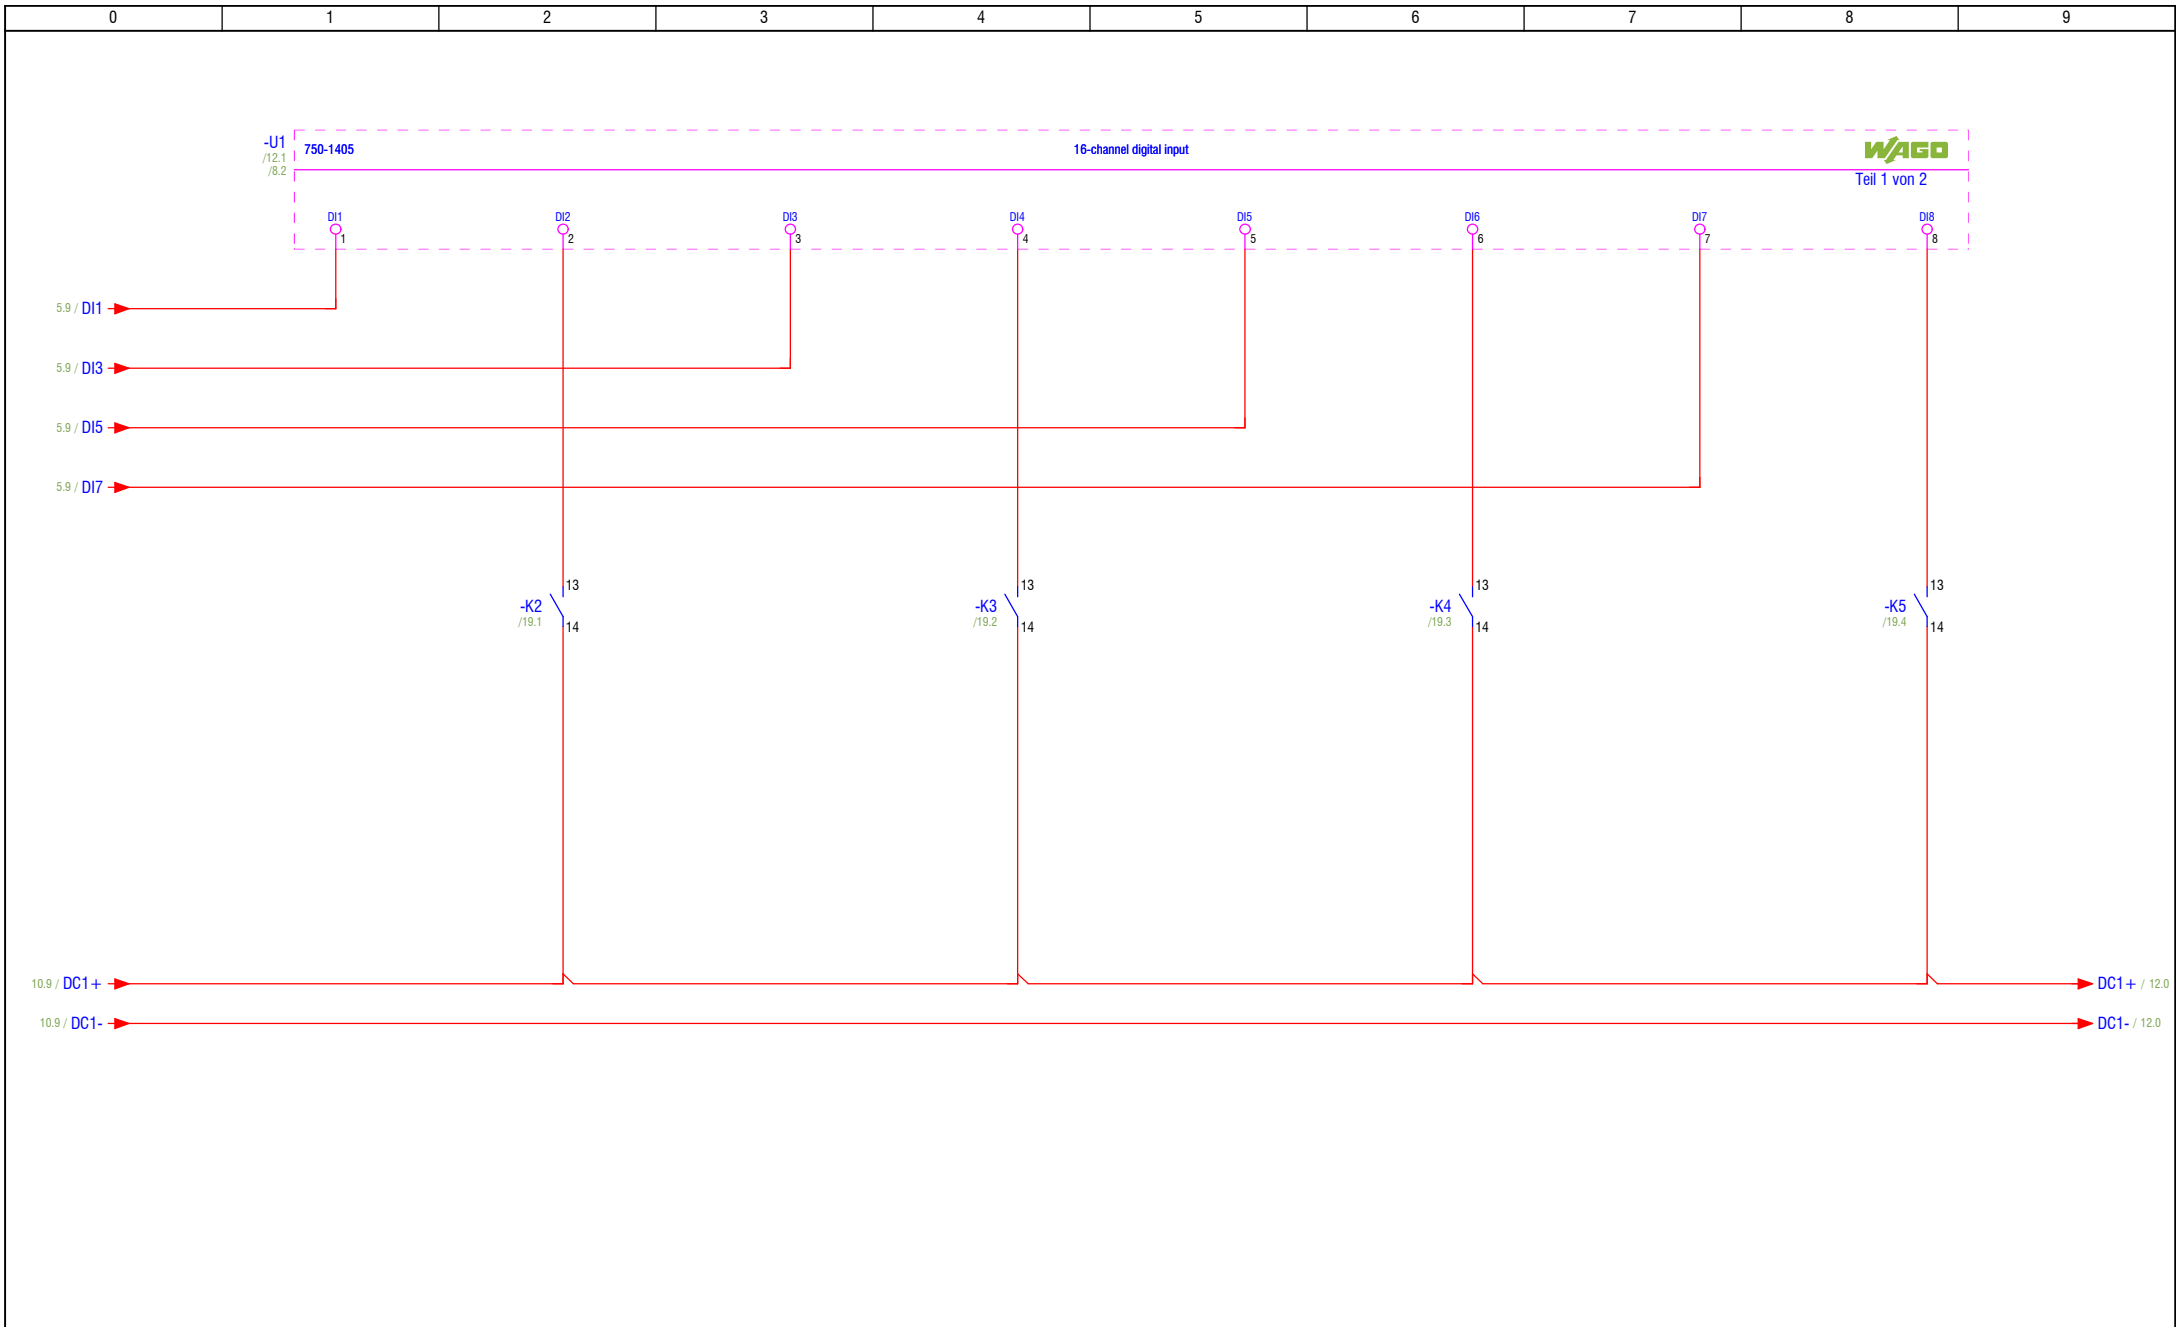 0 1 2 3 4 5 6 7 8 9
-U1
/12.1
/8.2
750-1405 16-channel digital input WAGO
Teil 1 von 2
DI1 DI2 DI3 DI4 DI5 DI6 DI7 DI8
1 2 3 4 5 6 7 8
5.9 / DI1
5.9 / DI3
5.9 / DI5
5.9 / DI7
13 13 13 13
-K2 -K3 -K4 -K5
/19.1 /19.2 /19.3 /19.4
14 14 14 14
10.9 / DC1+ DC1+ / 12.0
10.9 / DC1- DC1- / 12.0